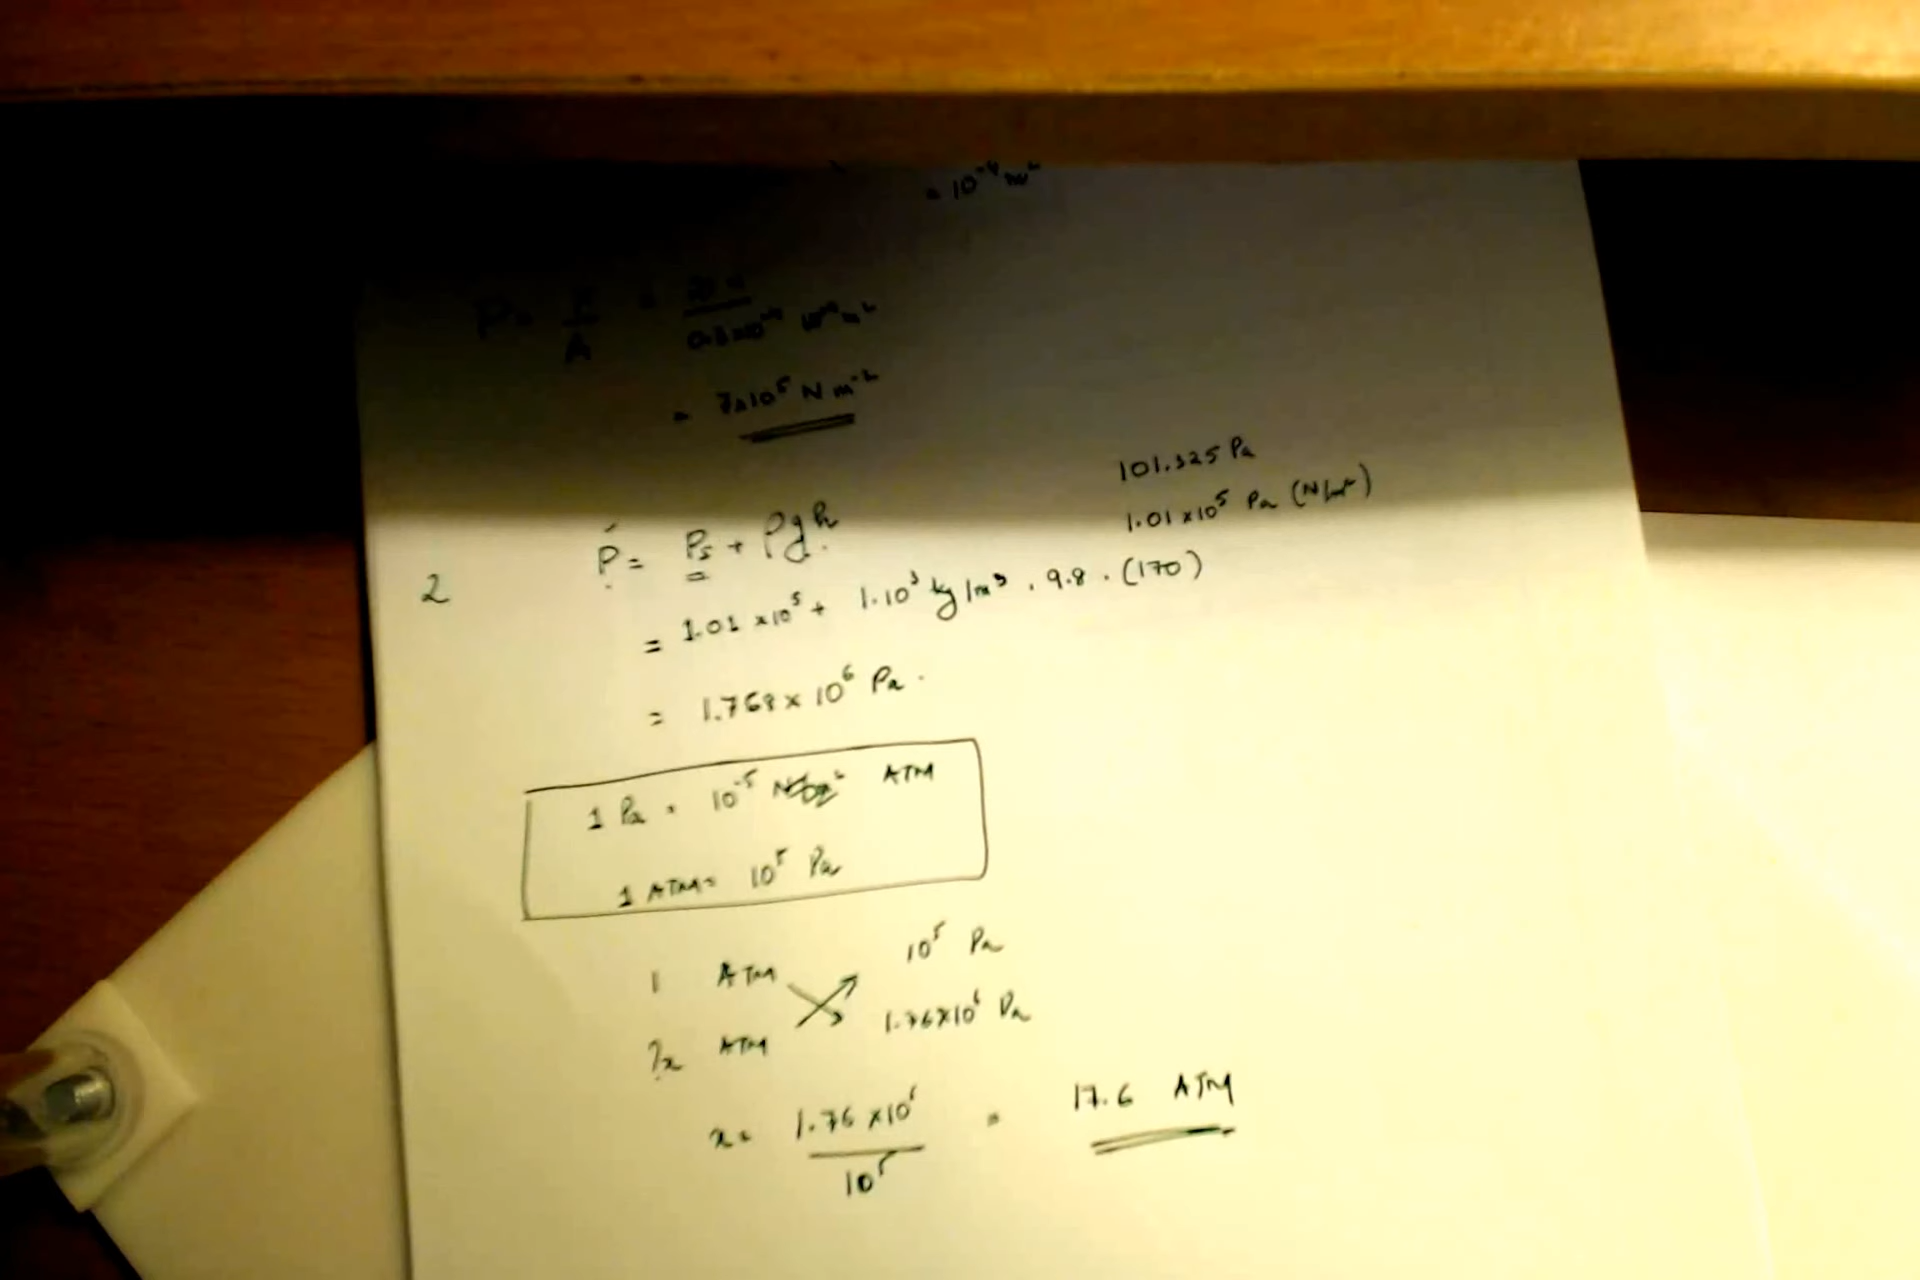 = 10⁻⁴ m²
P = F / A =
= 7x10⁵ N m⁻²
101.325 Pa
1.01 x10⁵ Pa (N/m²)
2
P = Ps + ρgh
= 1.01 x10⁵ + 1.10³ kg/m³ . 9.8 . (170)
= 1.768 x 10⁶ Pa.
1 Pa = 10⁻⁵ ATM
1 ATM = 10⁵ Pa
1 ATM 10⁵ Pa
?x ATM 1.76x10⁶ Pa
x = 1.76 x10⁶ / 10⁵ = 17.6 ATM